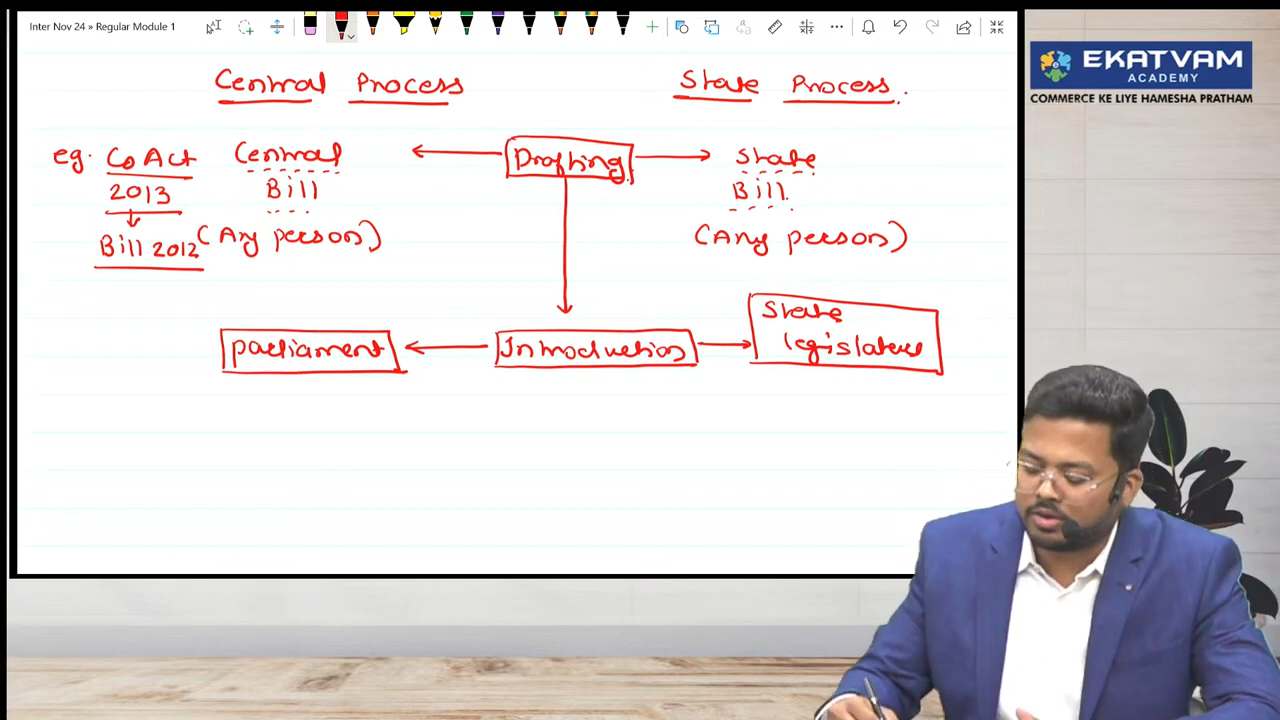 Inter Nov 24 » Regular Module 1
EKATVAM
ACADEMY
COMMERCE KE LIYE HAMESHA PRATHAM
Central Process
State Process.
eg. Co Act
2013
Bill 2012
Central
Bill
(Any person)
Drafting
State
Bill.
(Any person)
Parliament
Introduction
State
legislature